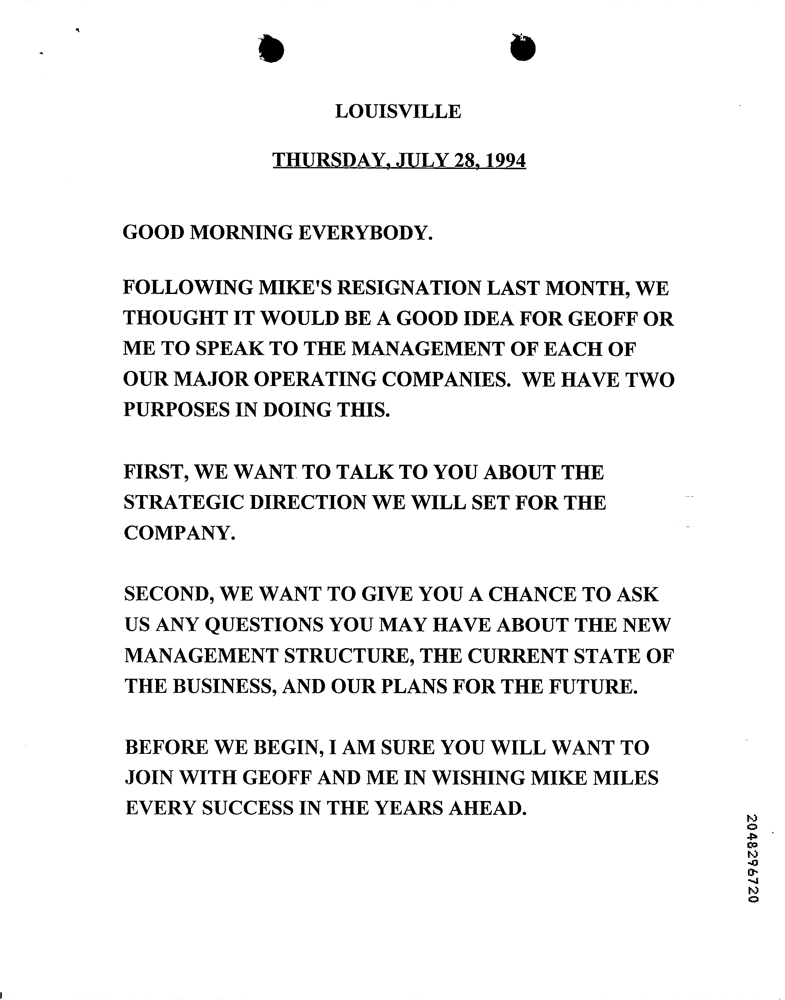 LOUISVILLE
THURSDAY, JULY 28, 1994
GOOD MORNING EVERYBODY.
FOLLOWING MIKE'S RESIGNATION LAST MONTH, WE
THOUGHT IT WOULD BE A GOOD IDEA FOR GEOFF OR
ME TO SPEAK TO THE MANAGEMENT OF EACH OF
OUR MAJOR OPERATING COMPANIES. WE HAVE TWO
PURPOSES IN DOING THIS.
FIRST, WE WANT TO TALK TO YOU ABOUT THE
STRATEGIC DIRECTION WE WILL SET FOR THE
COMPANY.
SECOND, WE WANT TO GIVE YOU A CHANCE TO ASK
US ANY QUESTIONS YOU MAY HAVE ABOUT THE NEW
MANAGEMENT STRUCTURE, THE CURRENT STATE OF
THE BUSINESS, AND OUR PLANS FOR THE FUTURE.
BEFORE WE BEGIN, I AM SURE YOU WILL WANT TO
JOIN WITH GEOFF AND ME IN WISHING MIKE MILES
EVERY SUCCESS IN THE YEARS AHEAD.
2048296720